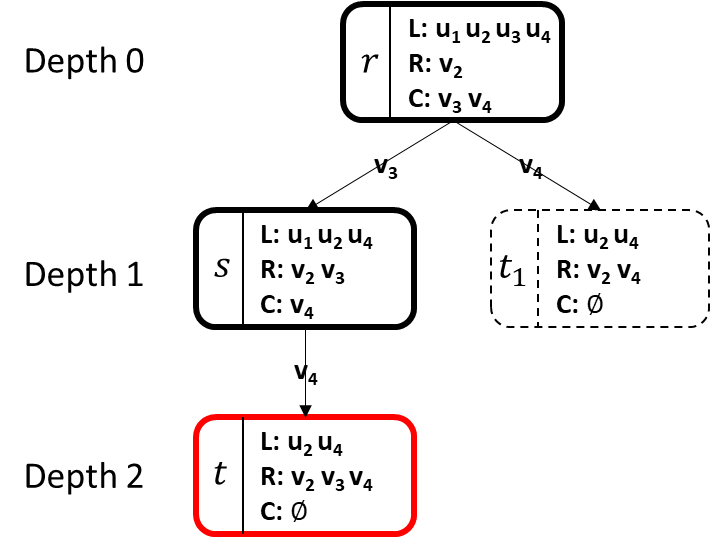 Depth 0
r
L: u₁ u₂ u₃ u₄
R: v₂
C: v₃ v₄
v₃
v₄
Depth 1
s
L: u₁ u₂ u₄
R: v₂ v₃
C: v₄
t₁
L: u₂ u₄
R: v₂ v₄
C: ∅
v₄
Depth 2
t
L: u₂ u₄
R: v₂ v₃ v₄
C: ∅